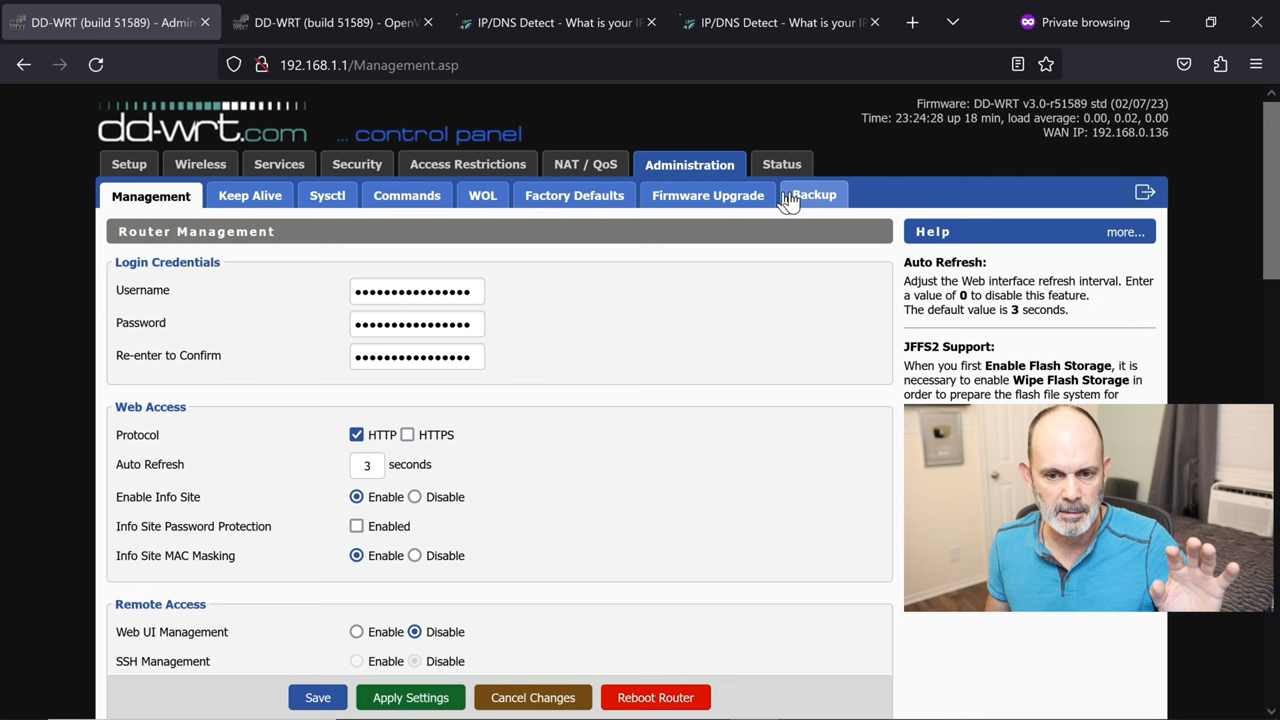 DD-WRT (build 51589) - Admin
DD-WRT (build 51589) - OpenV
IP/DNS Detect - What is your IP
IP/DNS Detect - What is your IP
Private browsing
192.168.1.1/Management.asp
dd-wrt.com ... control panel
Firmware: DD-WRT v3.0-r51589 std (02/07/23)
Time: 23:24:28 up 18 min, load average: 0.00, 0.02, 0.00
WAN IP: 192.168.0.136
Setup Wireless Services Security Access Restrictions NAT / QoS Administration Status
Management Keep Alive Sysctl Commands WOL Factory Defaults Firmware Upgrade Backup
Router Management
Login Credentials
Username
Password
Re-enter to Confirm
Web Access
Protocol HTTP HTTPS
Auto Refresh 3 seconds
Enable Info Site Enable Disable
Info Site Password Protection Enabled
Info Site MAC Masking Enable Disable
Remote Access
Web UI Management Enable Disable
SSH Management Enable Disable
Save Apply Settings Cancel Changes Reboot Router
Help more...
Auto Refresh:
Adjust the Web interface refresh interval. Enter
a value of 0 to disable this feature.
The default value is 3 seconds.
JFFS2 Support:
When you first Enable Flash Storage, it is
necessary to enable Wipe Flash Storage in
order to prepare the flash file system for